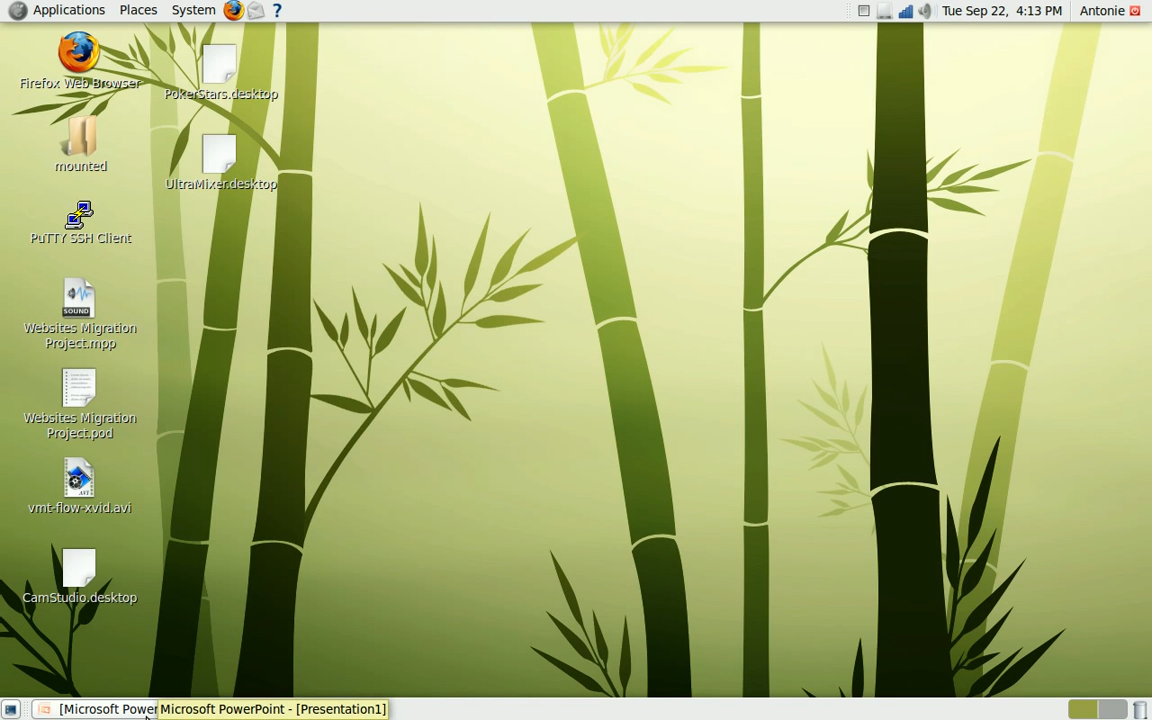 Applications Places System ?
Tue Sep 22, 4:13 PM Antonie
Firefox Web Browser
PokerStars.desktop
mounted
UltraMixer.desktop
PuTTY SSH Client
SOUND
Websites Migration
Project.mpp
Websites Migration
Project.pod
AVI
vmt-flow-xvid.avi
CamStudio.desktop
[Microsoft Power
Microsoft PowerPoint - [Presentation1]